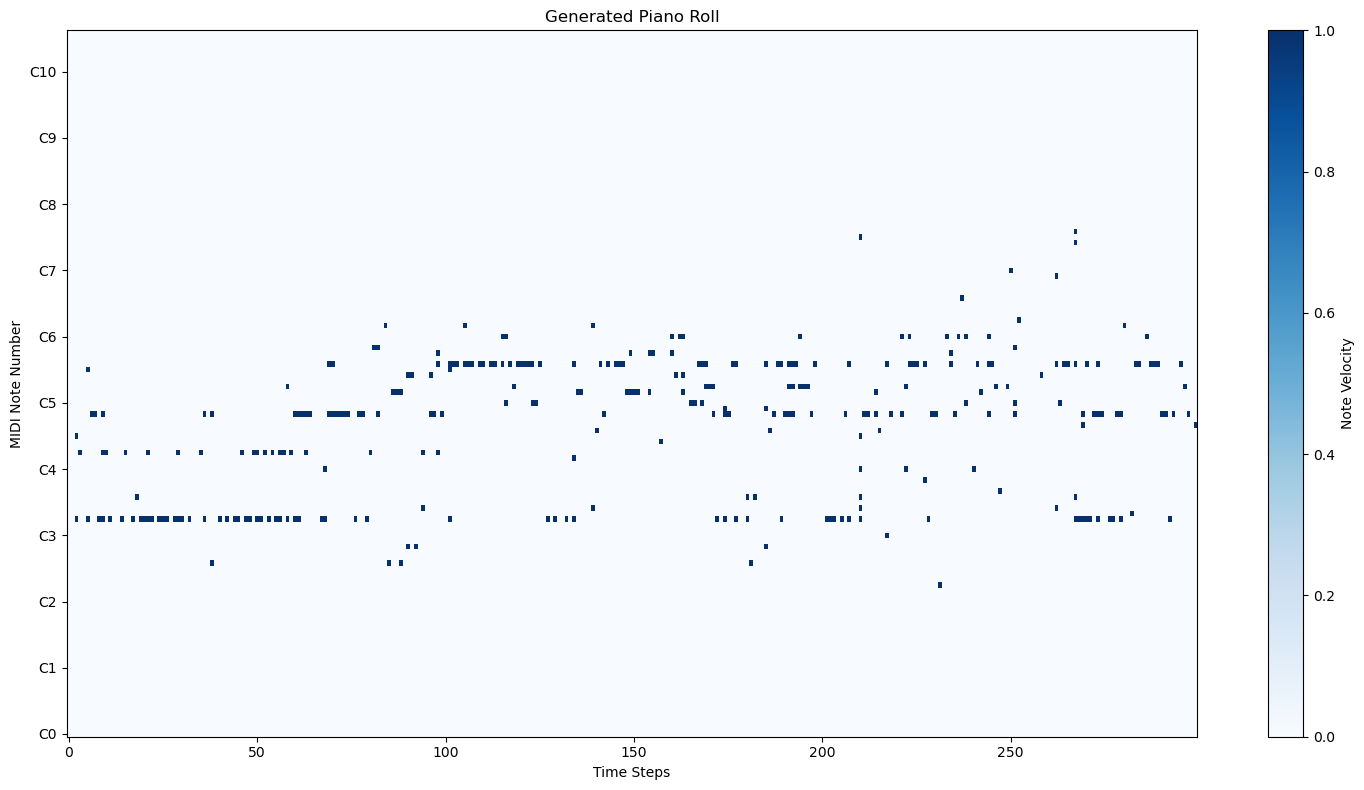 Generated Piano Roll
C10
C9
C8
C7
C6
C5
C4
C3
C2
C1
C0
MIDI Note Number
0
50
100
150
200
250
Time Steps
1.0
0.8
0.6
0.4
0.2
0.0
Note Velocity